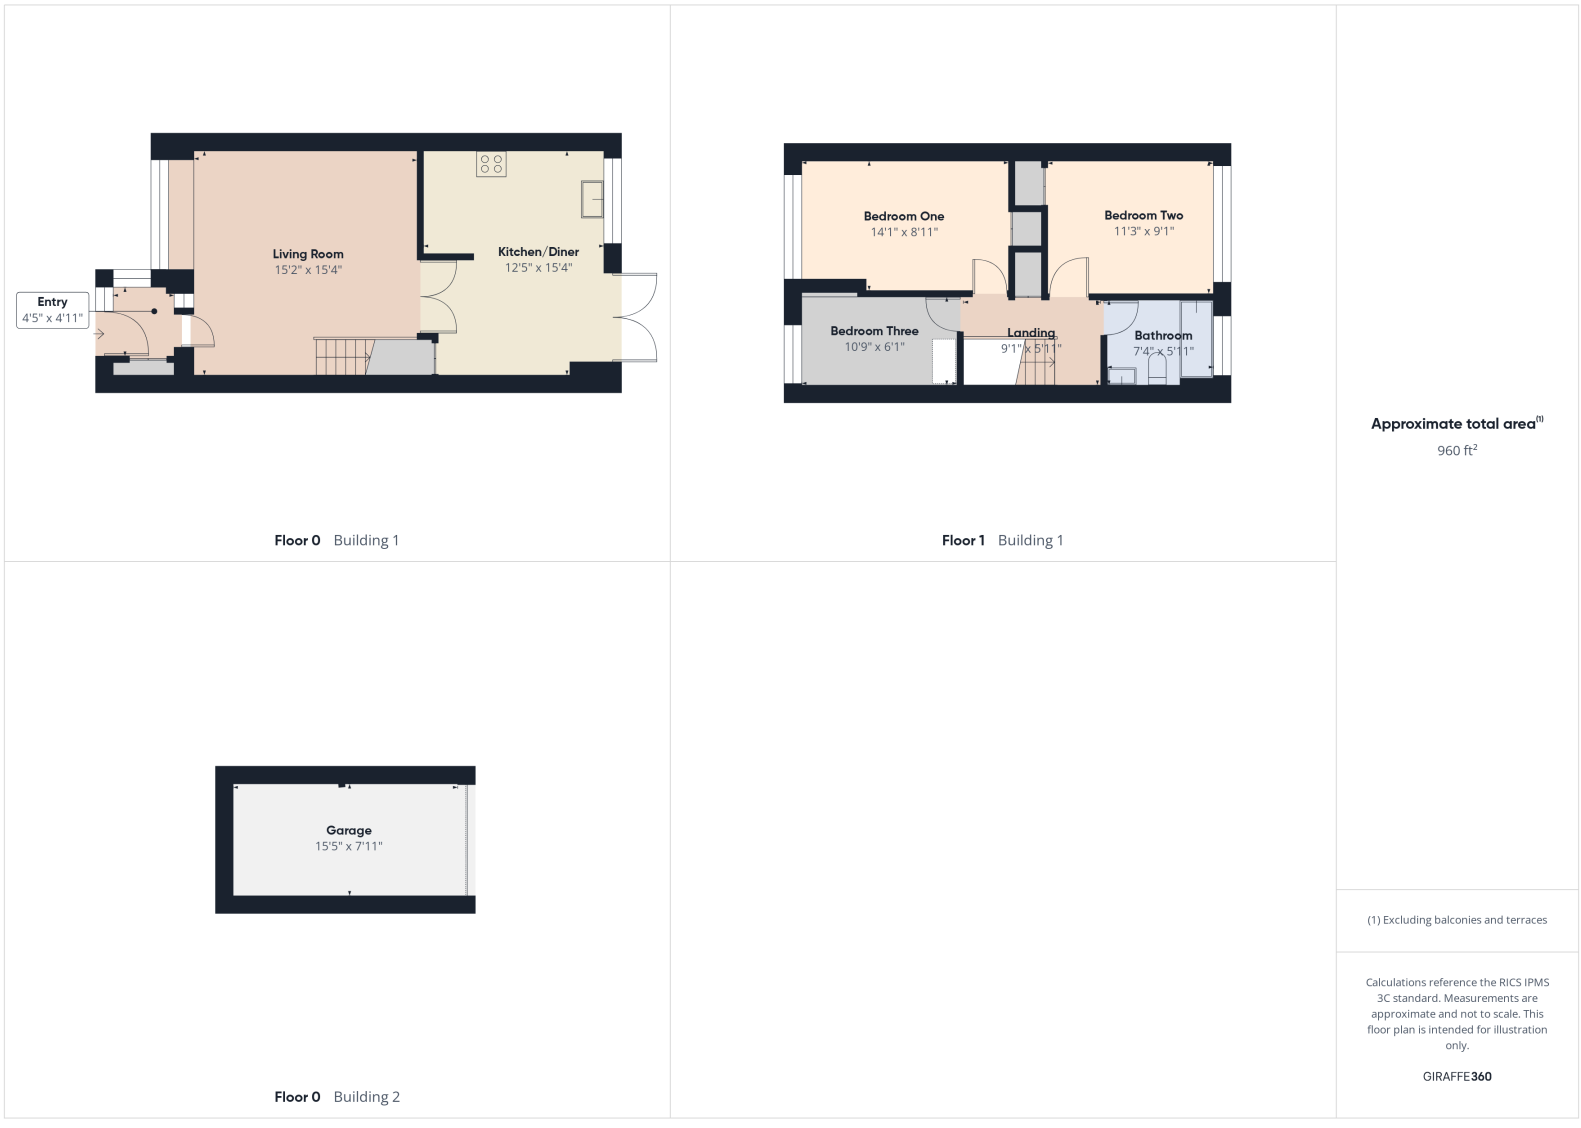 Living Room
15'2" x 15'4"
Kitchen/Diner
12'5" x 15'4"
Entry
4'5" x 4'11"
Floor 0 Building 1
Bedroom One
14'1" x 8'11"
Bedroom Two
11'3" x 9'1"
Bedroom Three
10'9" x 6'1"
Landing
9'1" x 5'11"
Bathroom
7'4" x 5'11"
Floor 1 Building 1
Garage
15'5" x 7'11"
Floor 0 Building 2
Approximate total area(1)
960 ft²
(1) Excluding balconies and terraces
Calculations reference the RICS IPMS
3C standard. Measurements are
approximate and not to scale. This
floor plan is intended for illustration
only.
GIRAFFE360